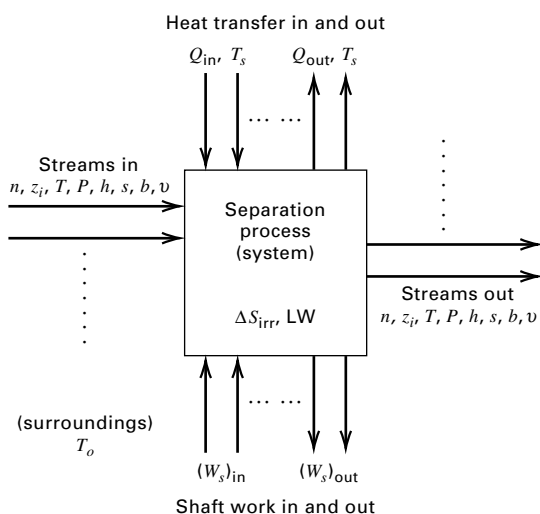 Heat transfer in and out
Q_in, T_s Q_out, T_s
... ...
Streams in
n, z_i, T, P, h, s, b, υ
Separation
process
(system)
Streams out
n, z_i, T, P, h, s, b, υ
ΔS_irr, LW
... ...
(surroundings)
T_o
(W_s)_in (W_s)_out
Shaft work in and out